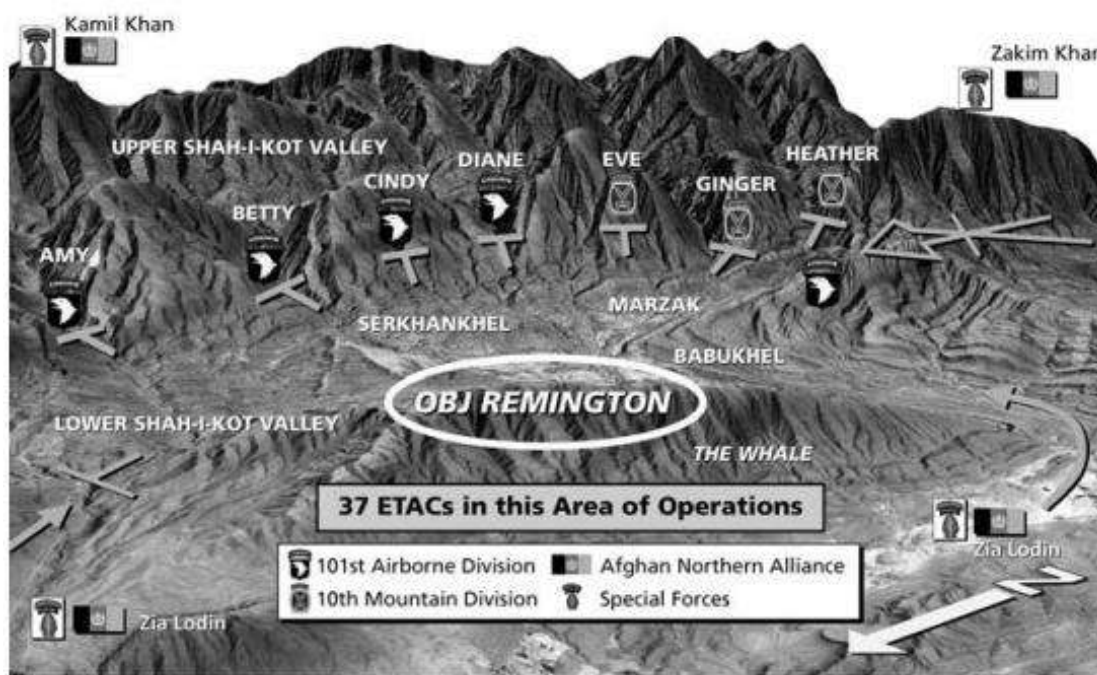 Kamil Khan
Zakim Khan
UPPER SHAH-I-KOT VALLEY
DIANE
EVE
HEATHER
CINDY
GINGER
BETTY
AMY
MARZAK
SERKHANKHEL
BABUKHEL
OBJ REMINGTON
LOWER SHAH-I-KOT VALLEY
THE WHALE
37 ETACs in this Area of Operations
Zia Lodin
101st Airborne Division
Afghan Northern Alliance
10th Mountain Division
Special Forces
Zia Lodin